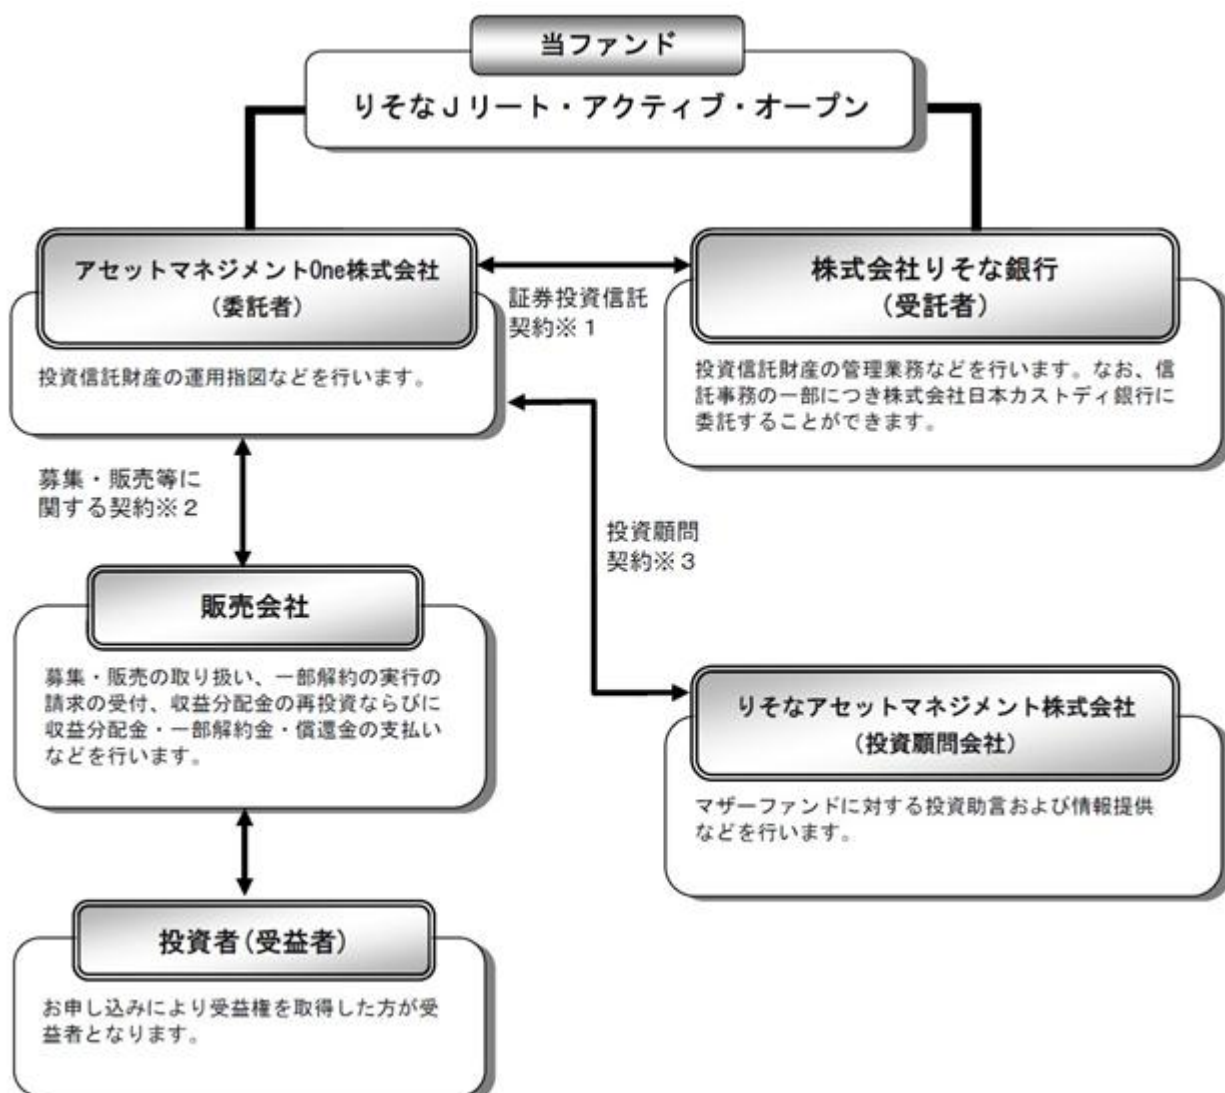 当ファンド
りそなJリート・アクティブ・オープン
アセットマネジメントOne株式会社
(委託者)
投資信託財産の運用指図などを行います。
証券投資信託
契約※1
株式会社りそな銀行
(受託者)
投資信託財産の管理業務などを行います。なお、信
託事務の一部につき株式会社日本カストディ銀行に
委託することができます。
募集・販売等に
関する契約※2
投資顧問
契約※3
販売会社
募集・販売の取り扱い、一部解約の実行の
請求の受付、収益分配金の再投資ならびに
収益分配金・一部解約金・償還金の支払い
などを行います。
りそなアセットマネジメント株式会社
(投資顧問会社)
マザーファンドに対する投資助言および情報提供
などを行います。
投資者(受益者)
お申し込みにより受益権を取得した方が受
益者となります。